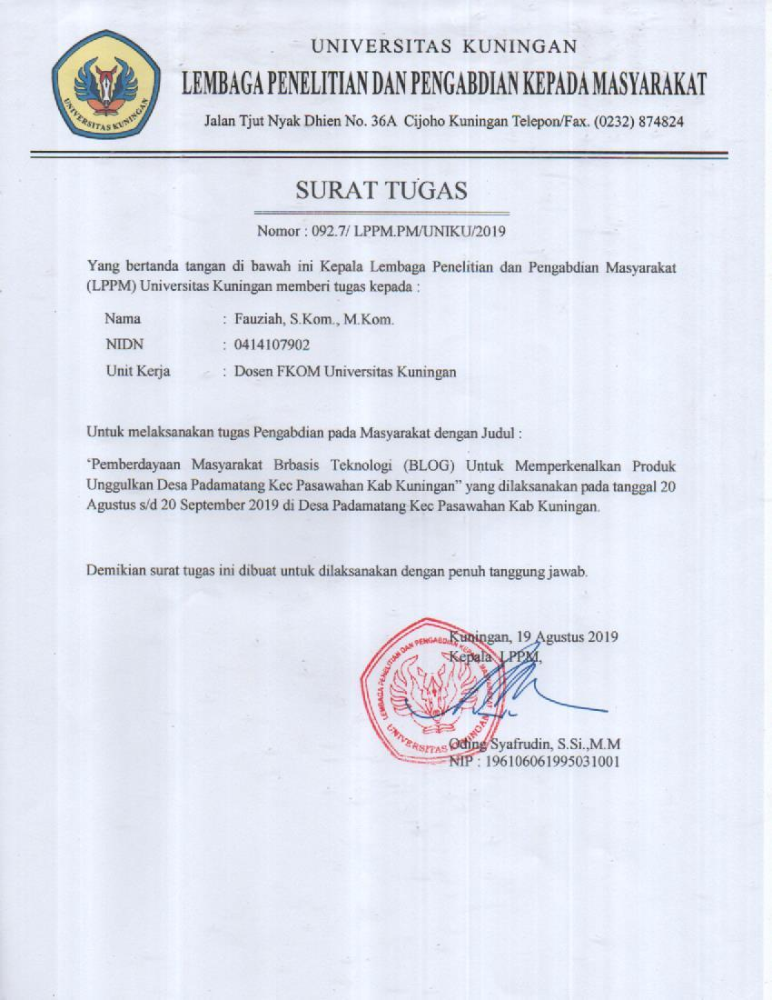 UNIVERSITAS KUNINGAN
LEMBAGA PENELITIAN DAN PENGABDIAN KEPADA MASYARAKAT
Jalan Tjut Nyak Dhien No. 36A Cijoho Kuningan Telepon/Fax. (0232) 874824
UNIVERSITAS KUNINGAN
SURAT TUGAS
Nomor : 092.7/ LPPM.PM/UNIKU/2019
Yang bertanda tangan di bawah ini Kepala Lembaga Penelitian dan Pengabdian Masyarakat
(LPPM) Universitas Kuningan memberi tugas kepada :
Nama : Fauziah, S.Kom., M.Kom.
NIDN : 0414107902
Unit Kerja : Dosen FKOM Universitas Kuningan
Untuk melaksanakan tugas Pengabdian pada Masyarakat dengan Judul :
‘Pemberdayaan Masyarakat Brbasis Teknologi (BLOG) Untuk Memperkenalkan Produk
Unggulkan Desa Padamatang Kec Pasawahan Kab Kuningan” yang dilaksanakan pada tanggal 20
Agustus s/d 20 September 2019 di Desa Padamatang Kec Pasawahan Kab Kuningan.
Demikian surat tugas ini dibuat untuk dilaksanakan dengan penuh tanggung jawab.
Kuningan, 19 Agustus 2019
Kepala LPPM,
LEMBAGA PENELITIAN DAN PENGABDIAN KEPADA MASYARAKAT
UNIVERSITAS KUNINGAN
Oding Syafrudin, S.Si.,M.M
NIP : 196106061995031001